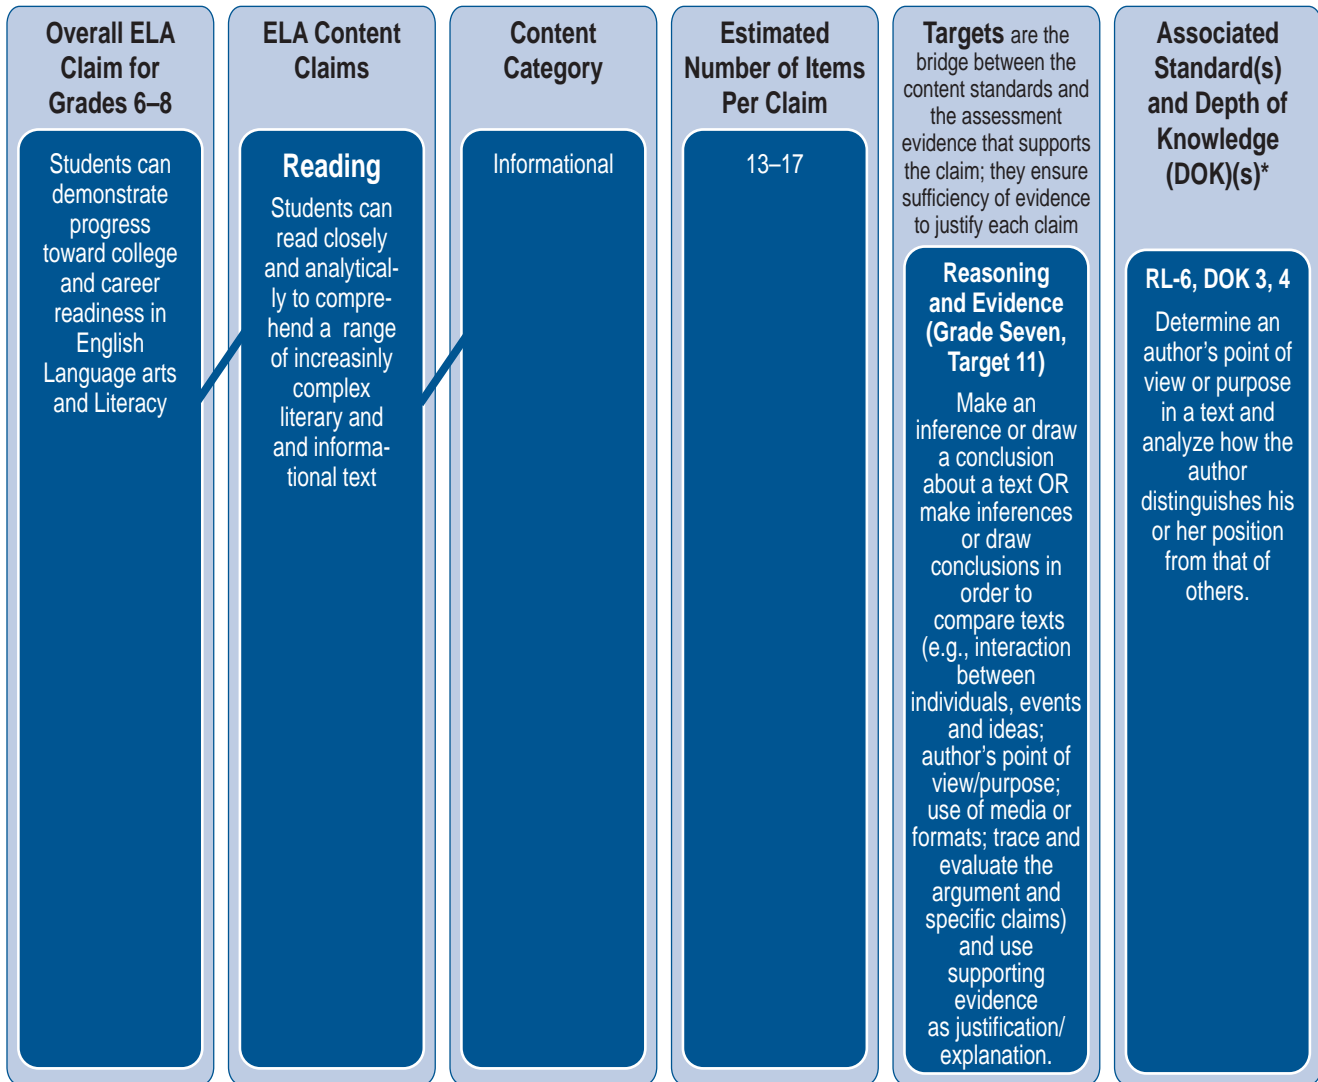 Overall ELA
Claim for
Grades 6–8
Students can
demonstrate
progress
toward college
and career
readiness in
English
Language arts
and Literacy
ELA Content
Claims
Reading
Students can
read closely
and analytical-
ly to compre-
hend a range
of increasinly
complex
literary and
and informa-
tional text
Content
Category
Informational
Estimated
Number of Items
Per Claim
13–17
Targets are the
bridge between the
content standards and
the assessment
evidence that supports
the claim; they ensure
sufficiency of evidence
to justify each claim
Reasoning
and Evidence
(Grade Seven,
Target 11)
Make an
inference or draw
a conclusion
about a text OR
make inferences
or draw
conclusions in
order to
compare texts
(e.g., interaction
between
individuals, events
and ideas;
author’s point of
view/purpose;
use of media or
formats; trace and
evaluate the
argument and
specific claims)
and use
supporting
evidence
as justification/
explanation.
Associated
Standard(s)
and Depth of
Knowledge
(DOK)(s)*
RL-6, DOK 3, 4
Determine an
author’s point of
view or purpose
in a text and
analyze how the
author
distinguishes his
or her position
from that of
others.